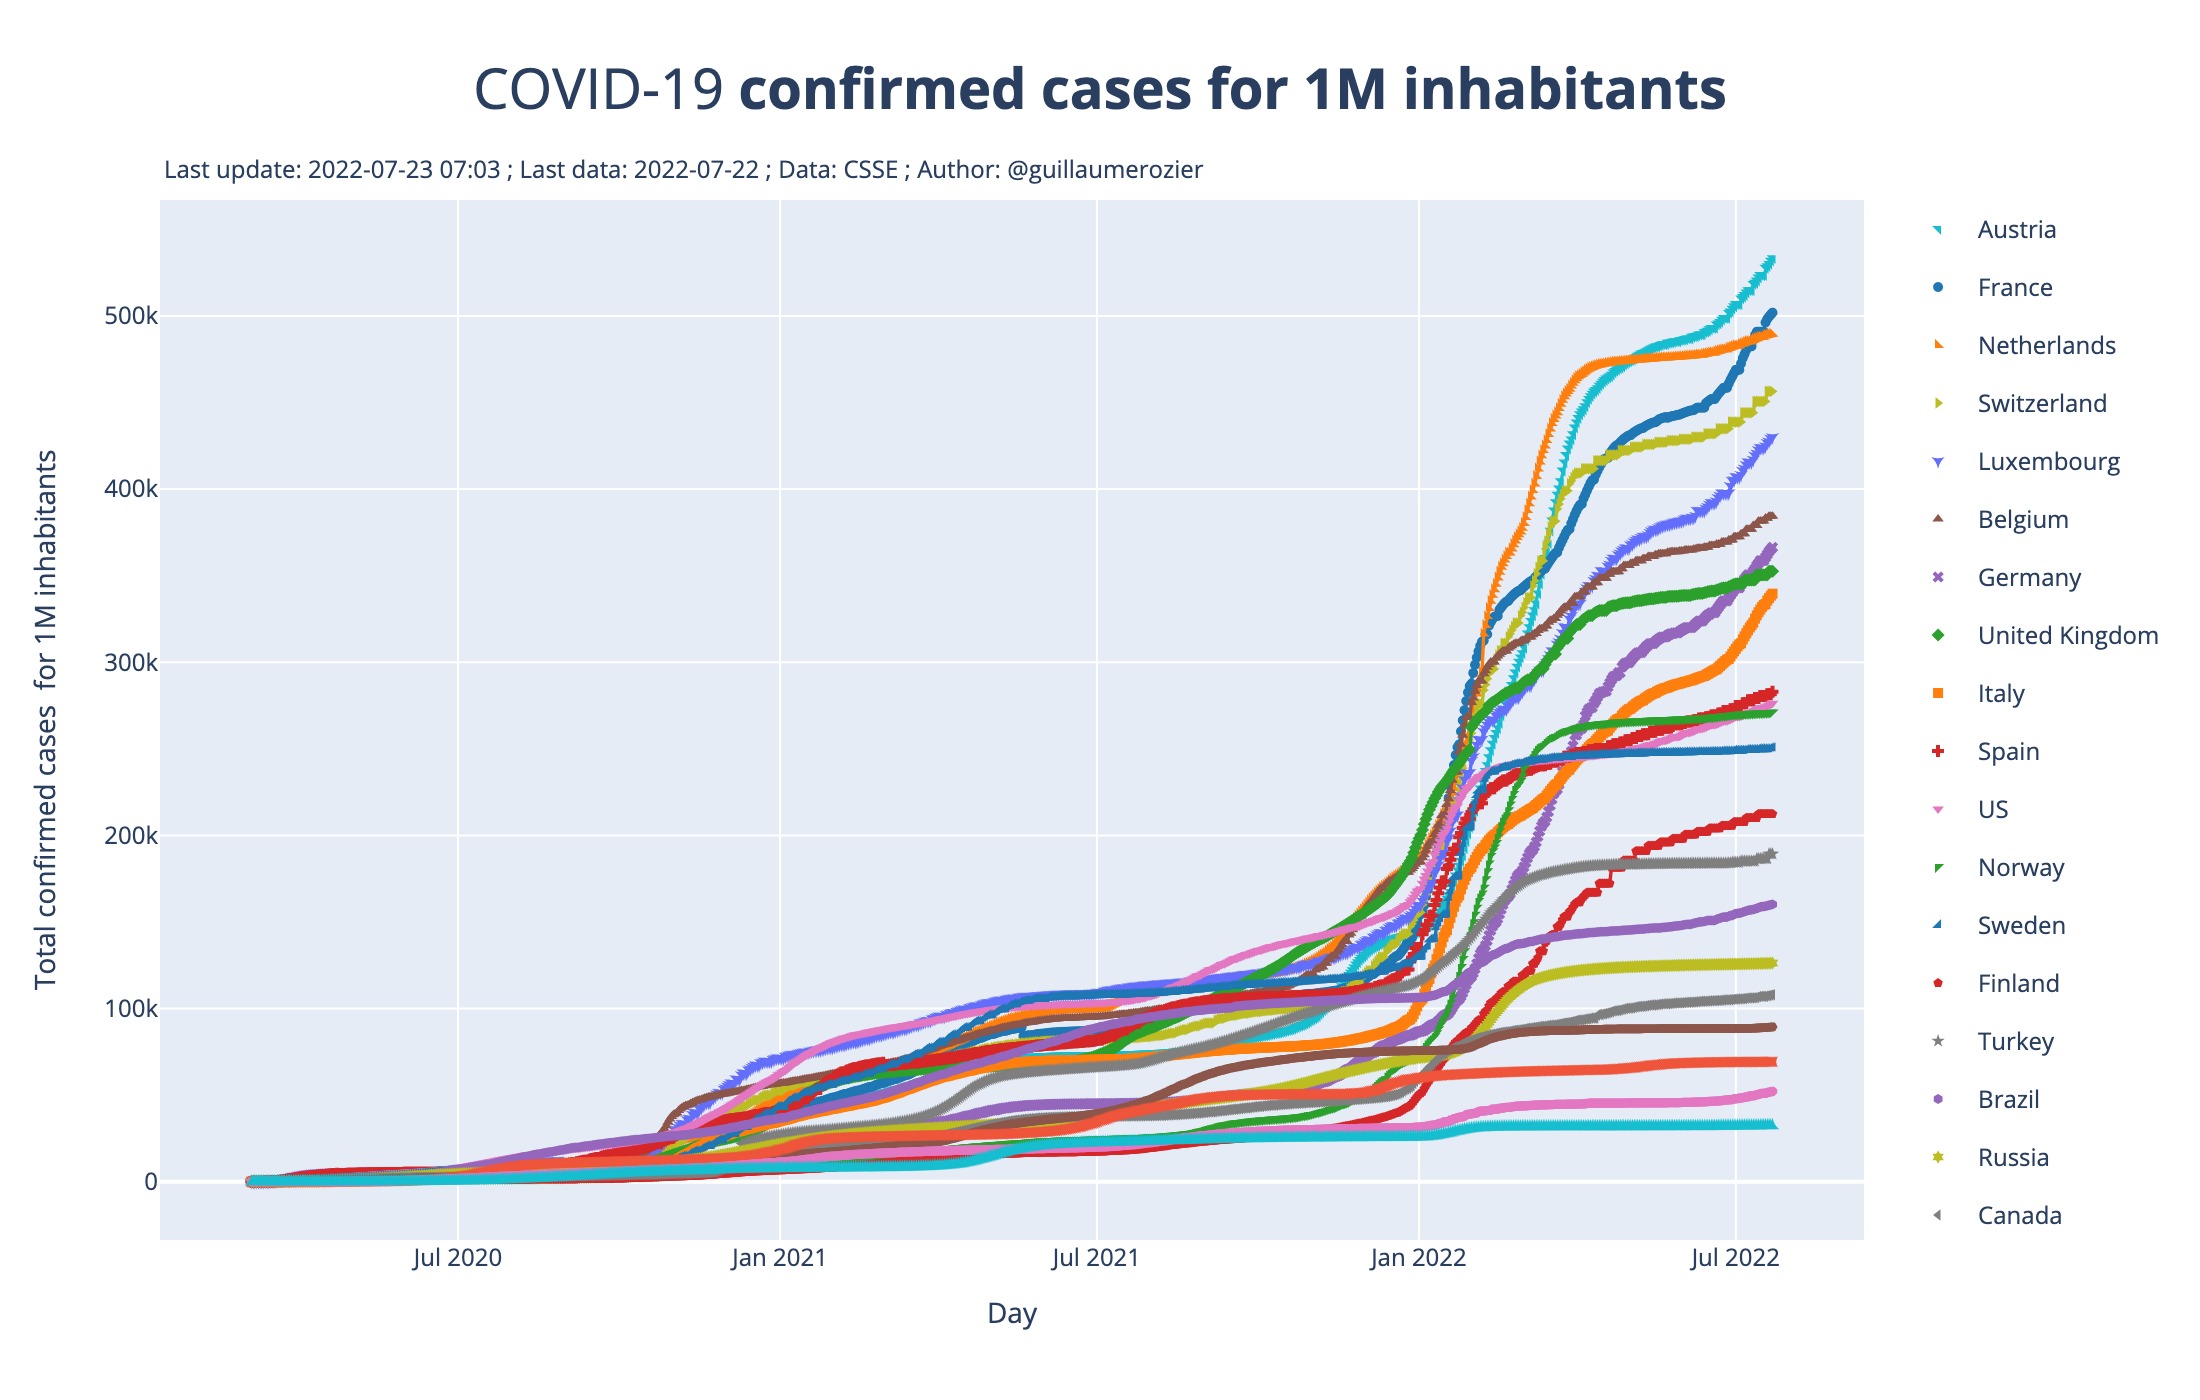 COVID-19 confirmed cases for 1M inhabitants
Last update: 2022-07-23 07:03 ; Last data: 2022-07-22 ; Data: CSSE ; Author: @guillaumerozier
Total confirmed cases for 1M inhabitants
500k
400k
300k
200k
100k
0
Jul 2020
Jan 2021
Jul 2021
Jan 2022
Jul 2022
Day
Austria
France
Netherlands
Switzerland
Luxembourg
Belgium
Germany
United Kingdom
Italy
Spain
US
Norway
Sweden
Finland
Turkey
Brazil
Russia
Canada